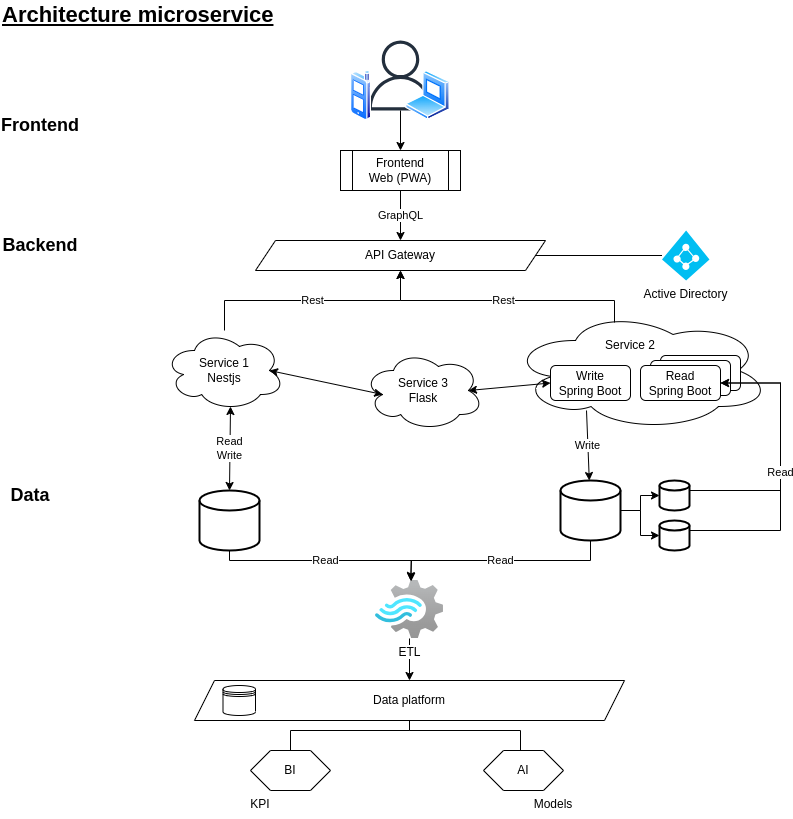 Architecture microservice
Frontend
Frontend
Web (PWA)
GraphQL
Backend
API Gateway
Active Directory
Rest
Rest
Service 1
Nestjs
Service 3
Flask
Service 2
Write
Spring Boot
Read
Spring Boot
Read
Write
Write
Read
Data
Read
Read
ETL
Data platform
BI
AI
KPI
Models